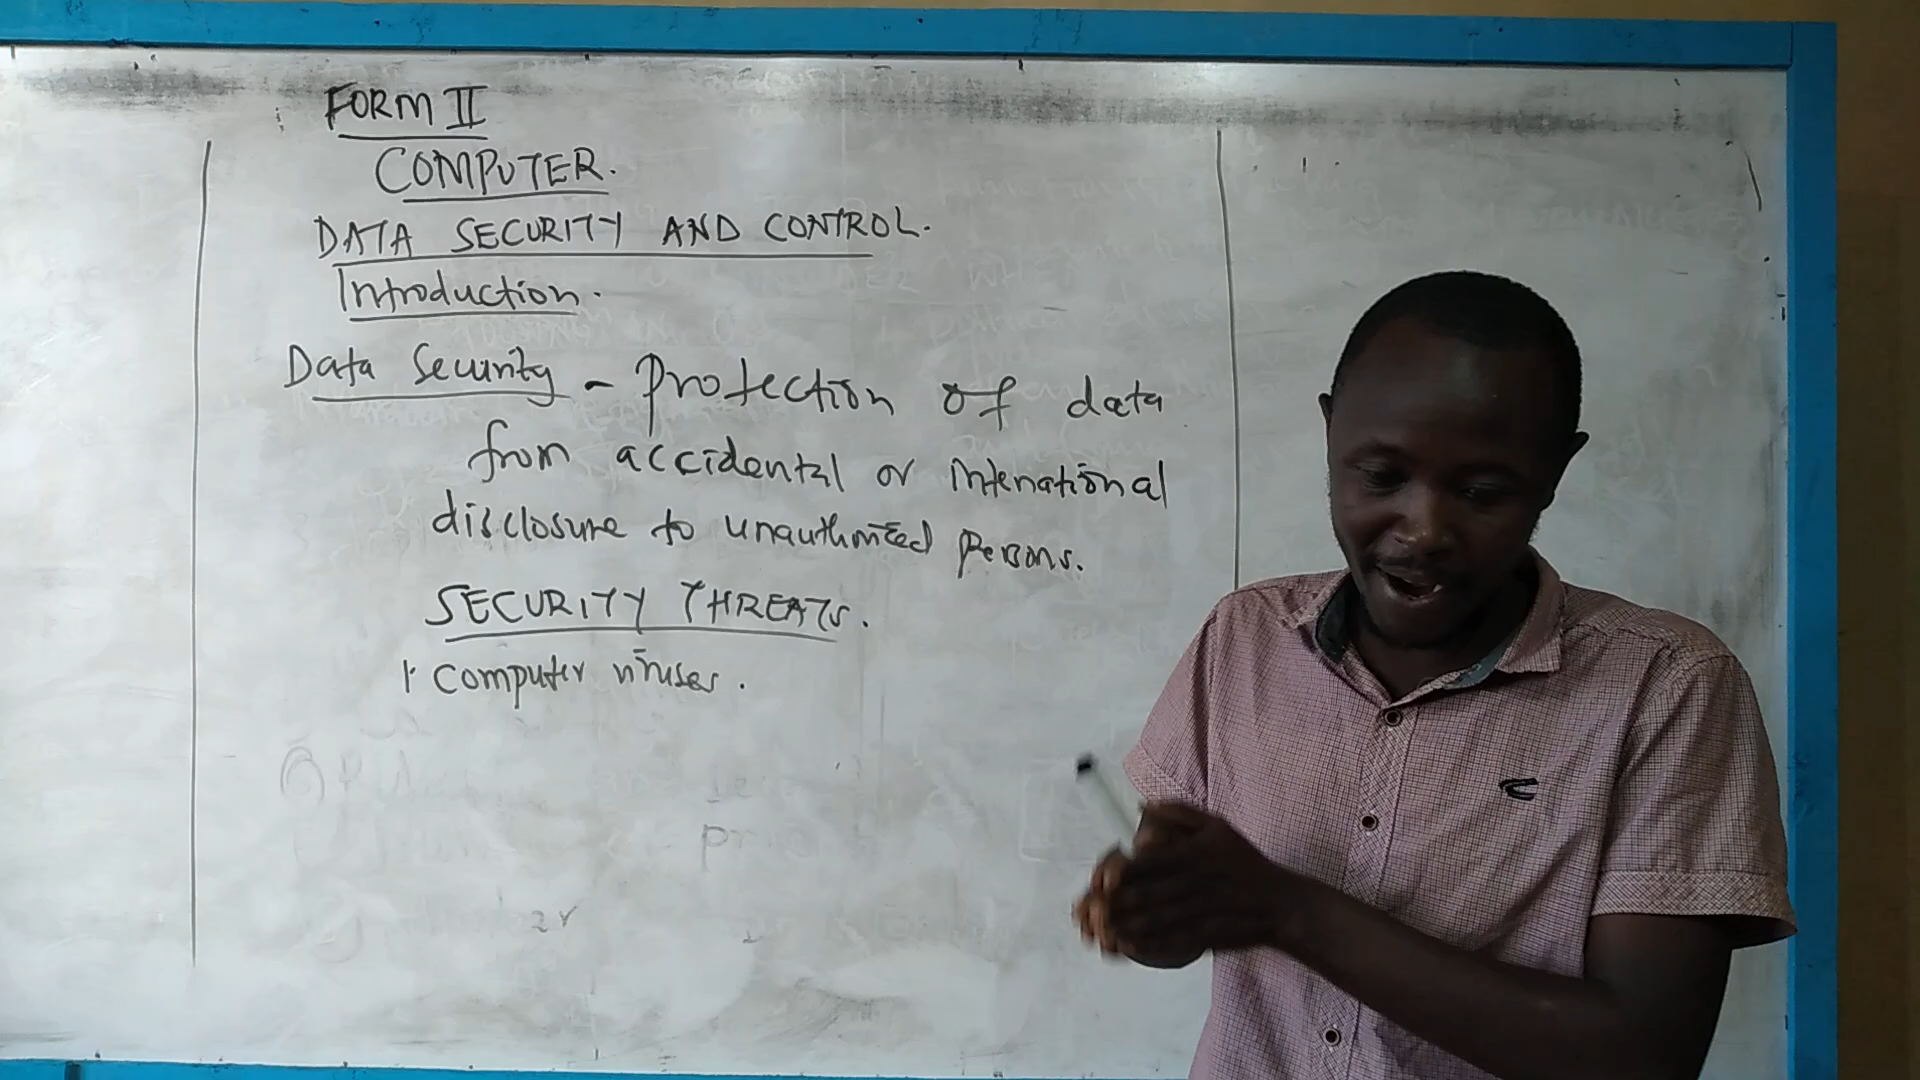 FORM II
COMPUTER.
DATA SECURITY AND CONTROL.
Introduction.
Data Security - Protection of data
from accidental or intenational
disclosure to unauthorized persons.
SECURITY THREATS.
1. Computer viruses.